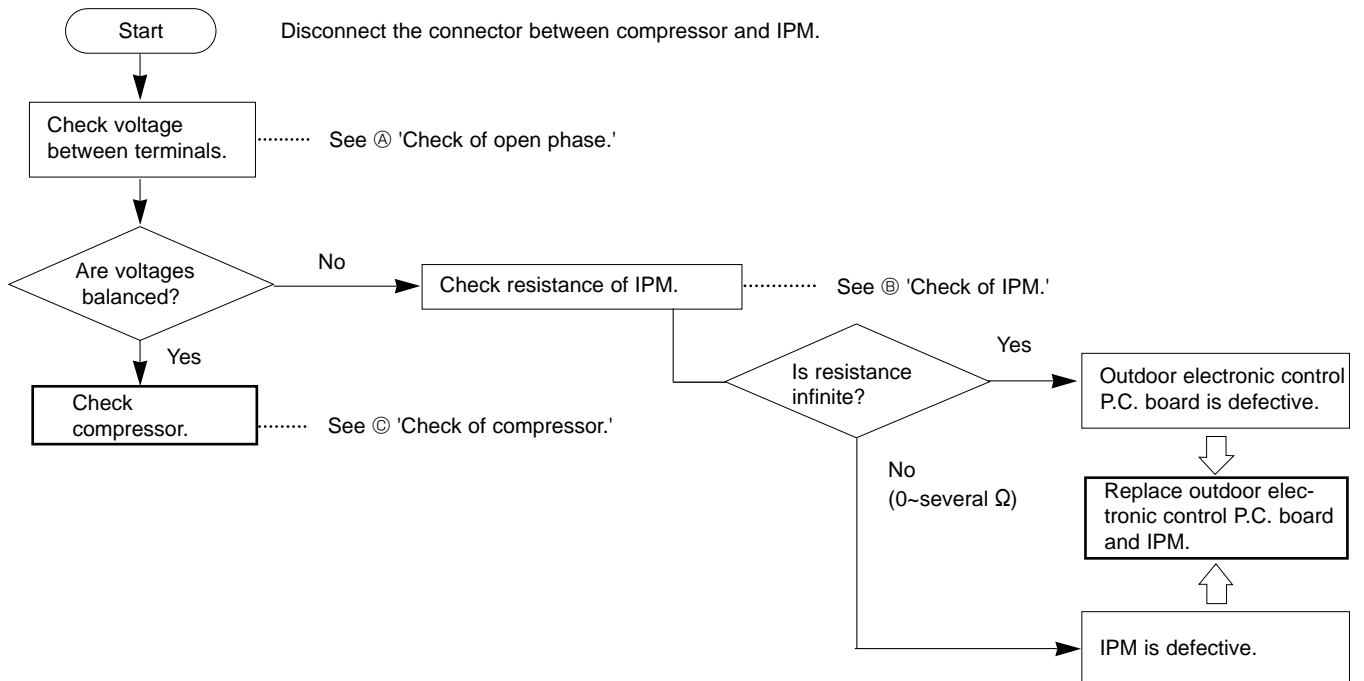 Start
Disconnect the connector between compressor and IPM.
Check voltage
between terminals.
See Ⓐ 'Check of open phase.'
Are voltages
balanced?
No
Check resistance of IPM.
See Ⓑ 'Check of IPM.'
Yes
Check
compressor.
See Ⓒ 'Check of compressor.'
Is resistance
infinite?
Yes
Outdoor electronic control
P.C. board is defective.
No
(0~several Ω)
Replace outdoor elec-
tronic control P.C. board
and IPM.
IPM is defective.